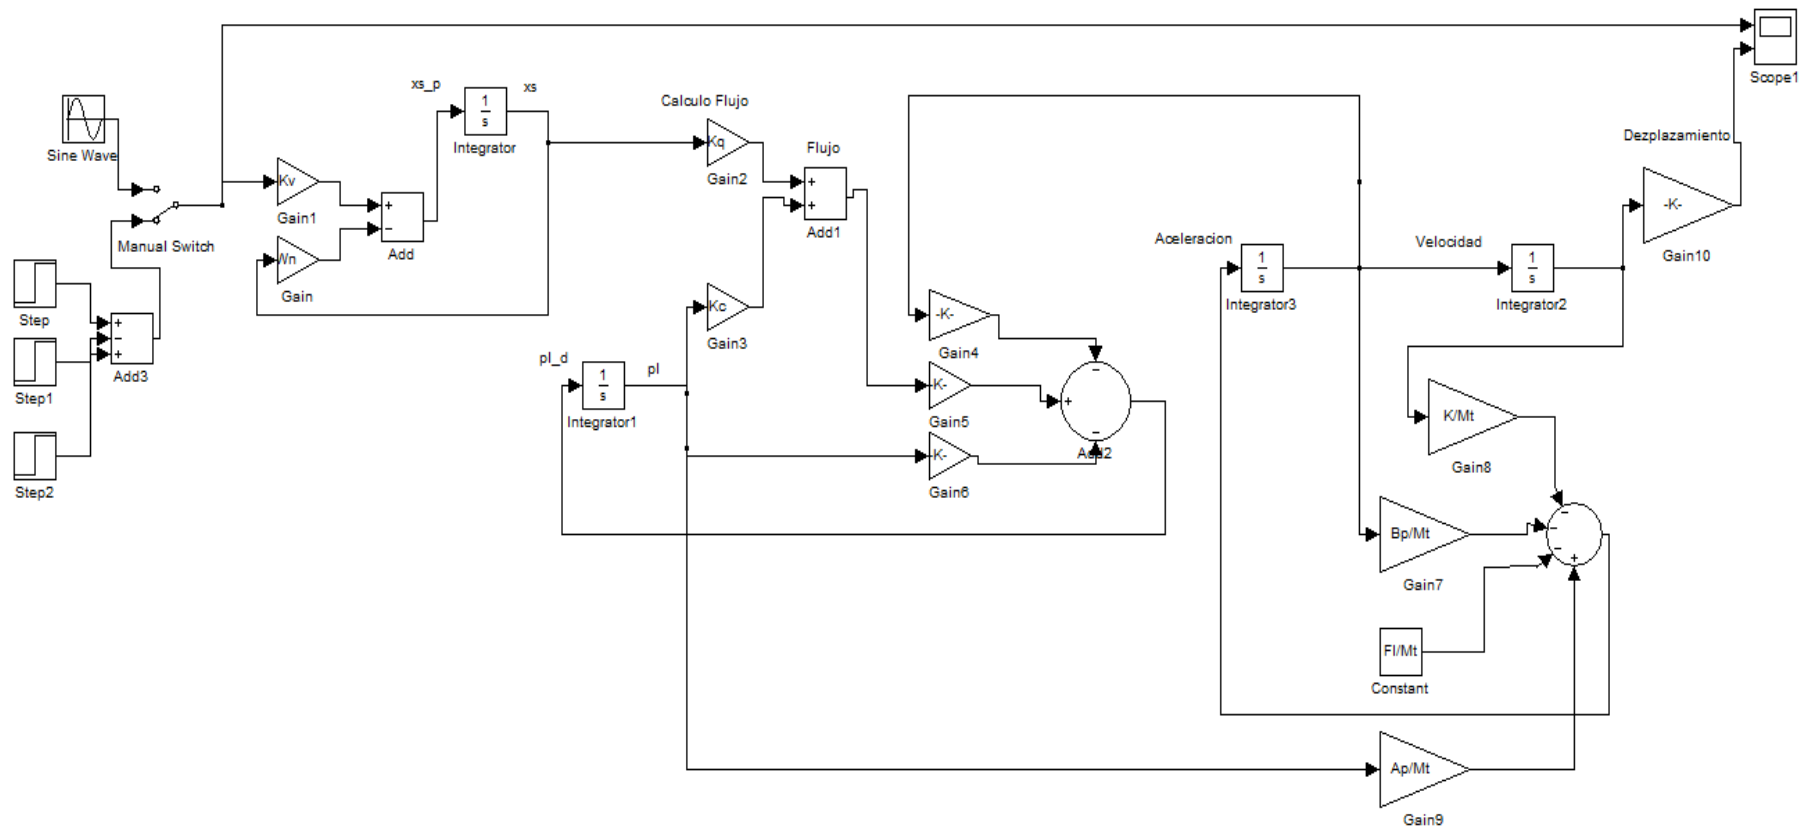 Scope1
xs_p
1
s
xs
Integrator
Calculo Flujo
Kq
Gain2
Sine Wave
Dezplazamiento
Flujo
+
+
Add1
Kv
Gain1
+
−
Add
-K-
Gain10
Manual Switch
Wn
Gain
Aceleracion
1
s
Integrator3
Velocidad
1
s
Integrator2
Step
Kc
Gain3
-K-
Gain4
+
−
+
Add3
Step1
pl_d
1
s
Integrator1
pl
K-
Gain5
−
+
−
Add2
K/Mt
Gain8
K-
Gain6
Step2
Bp/Mt
Gain7
−
−
−
+
Fl/Mt
Constant
Ap/Mt
Gain9